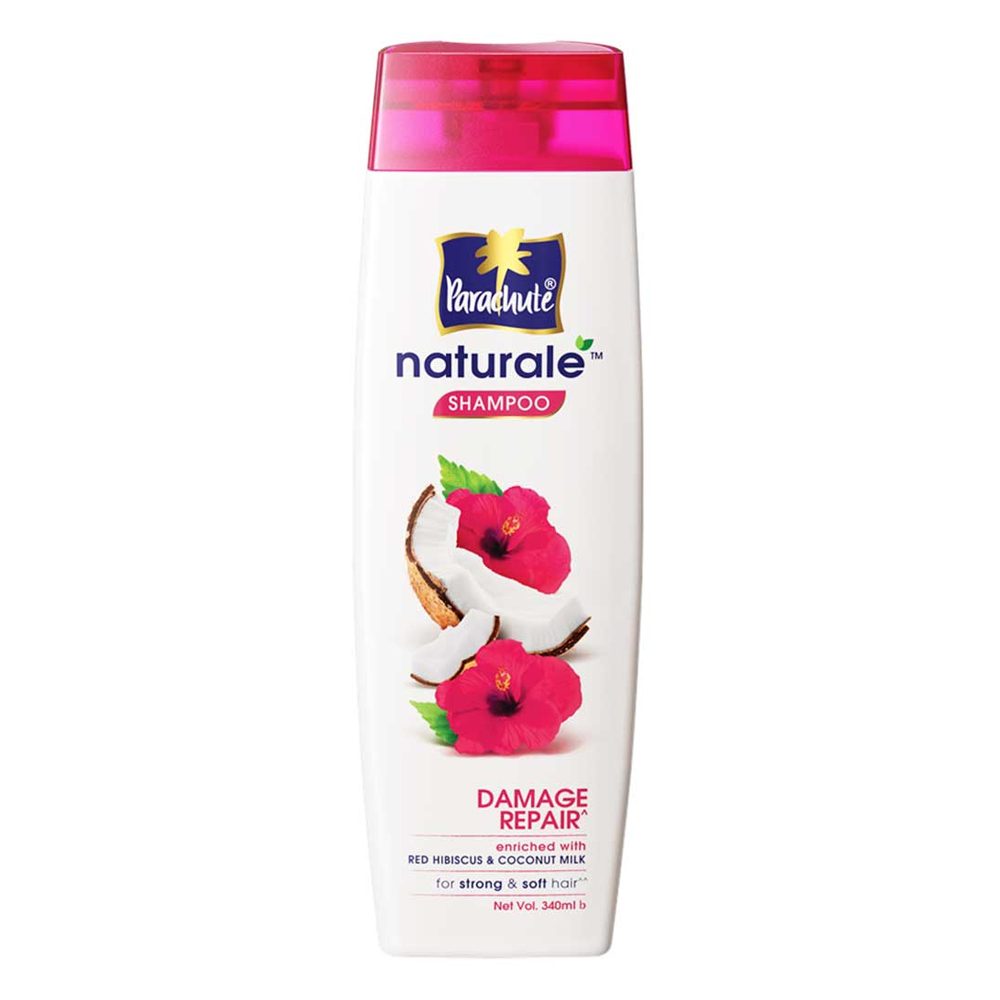 Parachute®
naturale™
SHAMPOO
DAMAGE
REPAIR^
enriched with
RED HIBISCUS & COCONUT MILK
for strong & soft hair^^
Net Vol. 340ml b